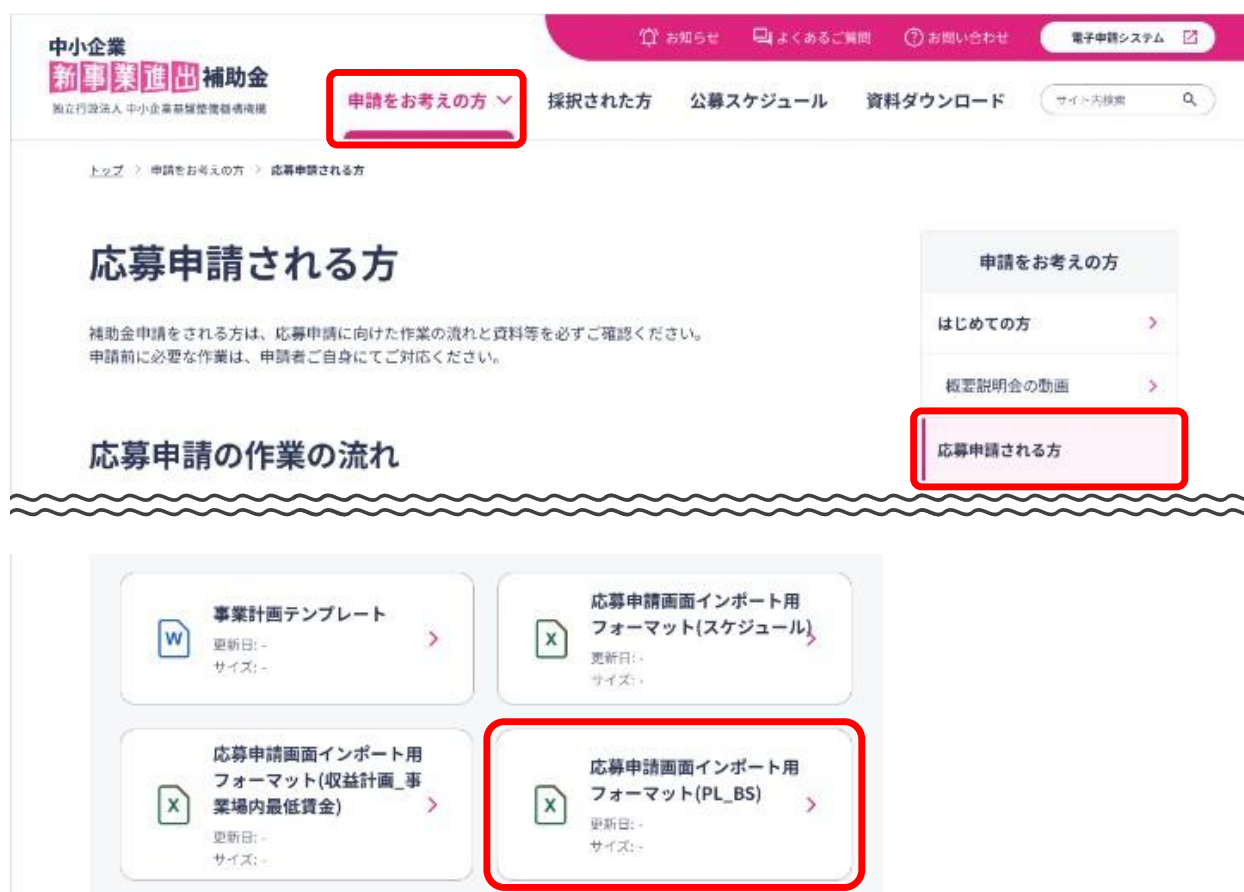 中小企業
新事業進出補助金
独立行政法人 中小企業基盤整備機構
お知らせ
よくあるご質問
お問い合わせ
電子申請システム
申請をお考えの方
採択された方
公募スケジュール
資料ダウンロード
サイト内検索
トップ > 申請をお考えの方 > 応募申請される方
応募申請される方
補助金申請をされる方は、応募申請に向けた作業の流れと資料等を必ずご確認ください。
申請前に必要な作業は、申請者ご自身にてご対応ください。
応募申請の作業の流れ
申請をお考えの方
はじめての方
概要説明会の動画
応募申請される方
W
事業計画テンプレート
更新日: -
サイズ: -
X
応募申請画面インポート用
フォーマット(スケジュール)
更新日: -
サイズ: -
X
応募申請画面インポート用
フォーマット(収益計画_事
業場内最低賃金)
更新日: -
サイズ: -
X
応募申請画面インポート用
フォーマット(PL_BS)
更新日: -
サイズ: -